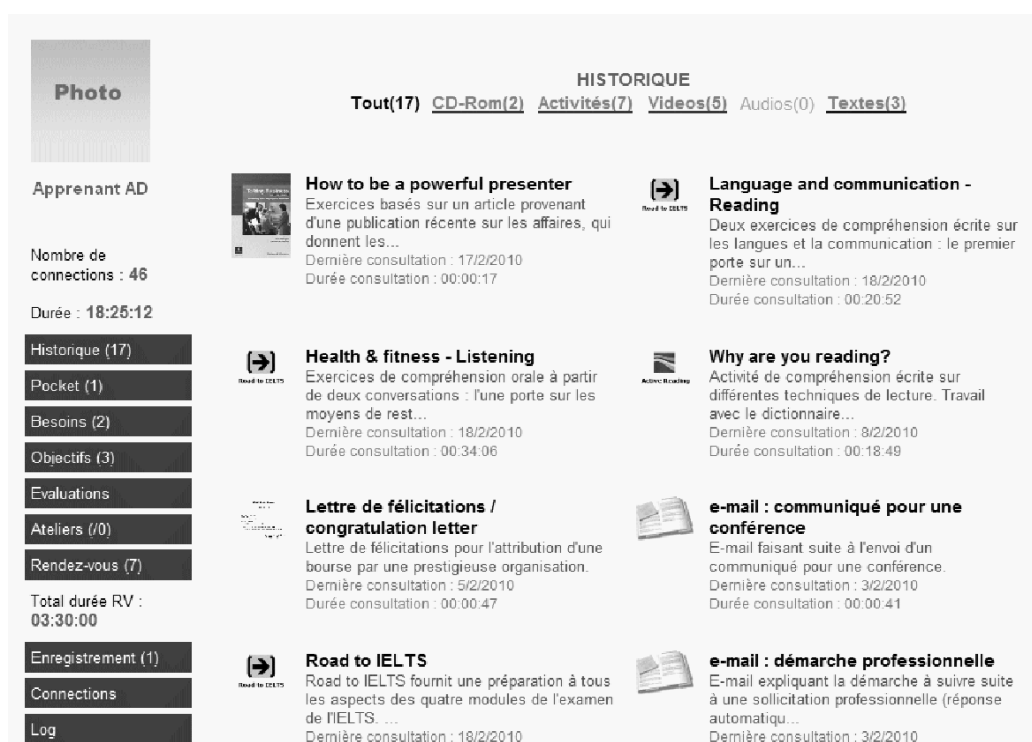 Photo
Apprenant AD
Nombre de
connections : 46
Durée : 18:25:12
Historique (17)
Pocket (1)
Besoins (2)
Objectifs (3)
Evaluations
Ateliers (/0)
Rendez-vous (7)
Total durée RV :
03:30:00
Enregistrement (1)
Connections
Log
HISTORIQUE
Tout(17) CD-Rom(2) Activités(7) Videos(5) Audios(0) Textes(3)
How to be a powerful presenter
Exercices basés sur un article provenant
d'une publication récente sur les affaires, qui
donnent les...
Dernière consultation : 17/2/2010
Durée consultation : 00:00:17
Road to IELTS
Language and communication -
Reading
Deux exercices de compréhension écrite sur
les langues et la communication : le premier
porte sur un...
Dernière consultation : 18/2/2010
Durée consultation : 00:20:52
Road to IELTS
Health & fitness - Listening
Exercices de compréhension orale à partir
de deux conversations : l'une porte sur les
moyens de rest...
Dernière consultation : 18/2/2010
Durée consultation : 00:34:06
Active Reading
Why are you reading?
Activité de compréhension écrite sur
différentes techniques de lecture. Travail
avec le dictionnaire...
Dernière consultation : 8/2/2010
Durée consultation : 00:18:49
Lettre de félicitations /
congratulation letter
Lettre de félicitations pour l'attribution d'une
bourse par une prestigieuse organisation.
Dernière consultation : 5/2/2010
Durée consultation : 00:00:47
e-mail : communiqué pour une
conférence
E-mail faisant suite à l'envoi d'un
communiqué pour une conférence.
Dernière consultation : 3/2/2010
Durée consultation : 00:00:41
Road to IELTS
Road to IELTS
Road to IELTS fournit une préparation à tous
les aspects des quatre modules de l'examen
de l'IELTS. ...
Dernière consultation : 18/2/2010
e-mail : démarche professionnelle
E-mail expliquant la démarche à suivre suite
à une sollicitation professionnelle (réponse
automatiqu...
Dernière consultation : 3/2/2010